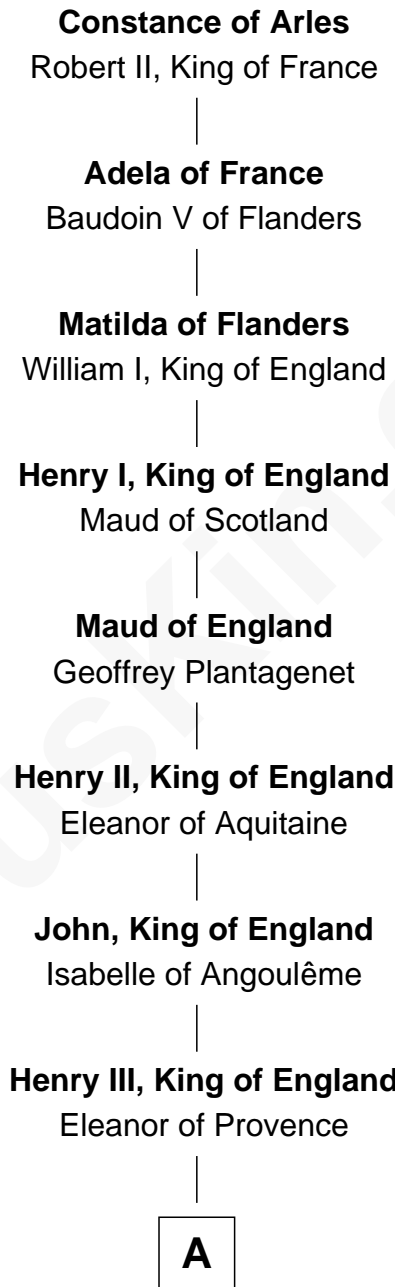 Constance of Arles
Robert II, King of France
Adela of France
Baudoin V of Flanders
Matilda of Flanders
William I, King of England
Henry I, King of England
Maud of Scotland
Maud of England
Geoffrey Plantagenet
Henry II, King of England
Eleanor of Aquitaine
John, King of England
Isabelle of Angoulême
Henry III, King of England
Eleanor of Provence
A